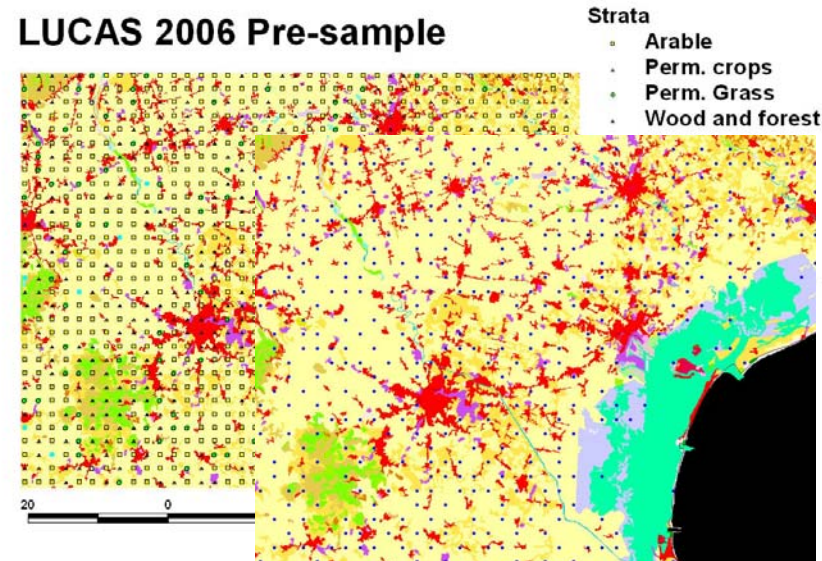 LUCAS 2006 Pre-sample
Strata
Arable
Perm. crops
Perm. Grass
Wood and forest
20
0